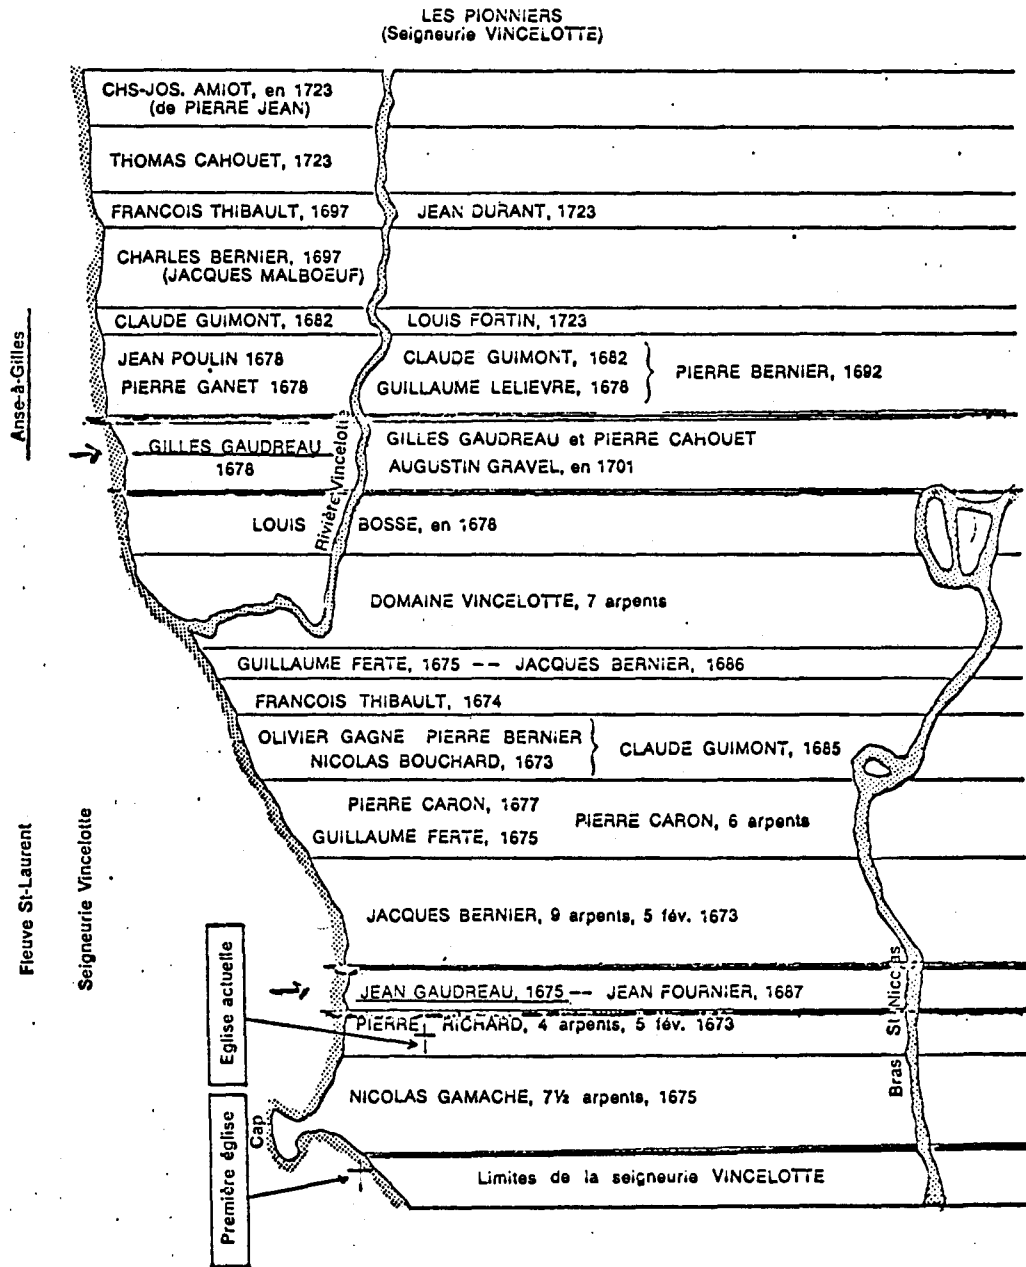 LES PIONNIERS
(Seigneurie VINCELOTTE)
CHS-JOS. AMIOT, en 1723
(de PIERRE JEAN)
THOMAS CAHOUET, 1723
FRANCOIS THIBAULT, 1697
JEAN DURANT, 1723
CHARLES BERNIER, 1697
(JACQUES MALBOEUF)
CLAUDE GUIMONT, 1682
LOUIS FORTIN, 1723
JEAN POULIN 1678
PIERRE GANET 1678
CLAUDE GUIMONT, 1682
GUILLAUME LELIEVRE, 1678
PIERRE BERNIER, 1692
Anse-à-Gilles
GILLES GAUDREAU
1678
GILLES GAUDREAU et PIERRE CAHOUET
AUGUSTIN GRAVEL, en 1701
Rivière Vincelott
LOUIS BOSSE, en 1678
DOMAINE VINCELOTTE, 7 arpents
GUILLAUME FERTE, 1675 -- JACQUES BERNIER, 1686
FRANCOIS THIBAULT, 1674
OLIVIER GAGNE PIERRE BERNIER
NICOLAS BOUCHARD, 1673
CLAUDE GUIMONT, 1685
PIERRE CARON, 1677
GUILLAUME FERTE, 1675
PIERRE CARON, 6 arpents
Fleuve St-Laurent
Seigneurie Vincelotte
JACQUES BERNIER, 9 arpents, 5 fév. 1673
JEAN GAUDREAU, 1675 -- JEAN FOURNIER, 1687
PIERRE RICHARD, 4 arpents, 5 fév. 1673
Eglise actuelle
Bras St-Nicolas
NICOLAS GAMACHE, 7½ arpents, 1675
Cap
Première église
Limites de la seigneurie VINCELOTTE